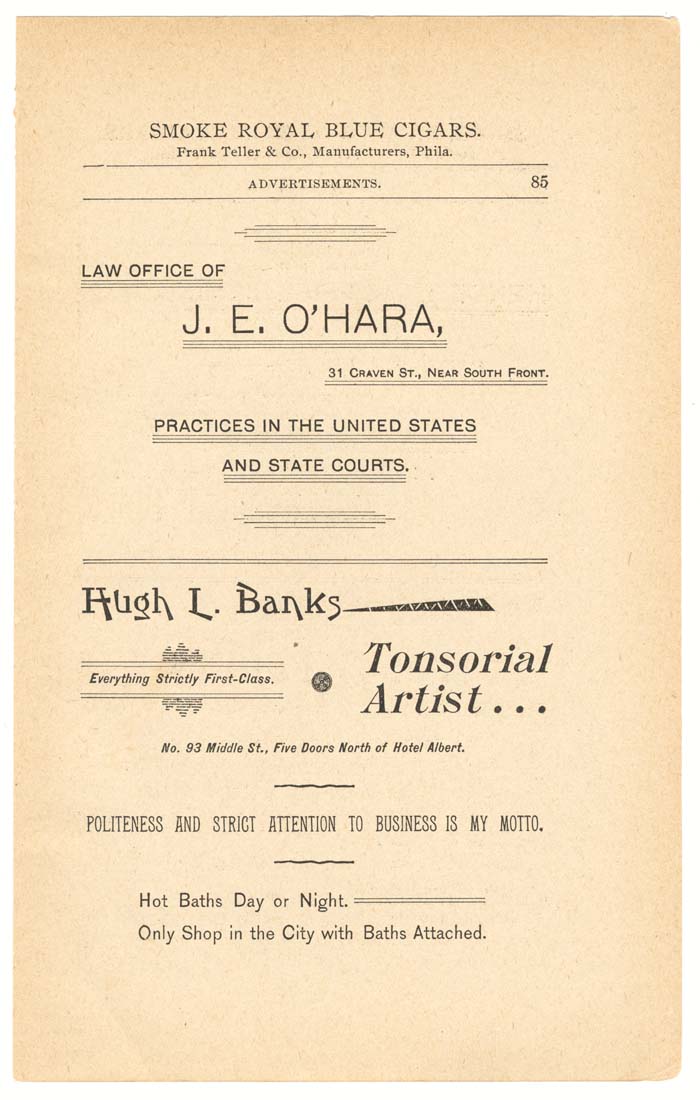 SMOKE ROYAL BLUE CIGARS.
Frank Teller & Co., Manufacturers, Phila.
ADVERTISEMENTS. 85
LAW OFFICE OF
J. E. O'HARA,
31 CRAVEN ST., NEAR SOUTH FRONT.
PRACTICES IN THE UNITED STATES
AND STATE COURTS.
Hugh L. Banks
Everything Strictly First-Class.
Tonsorial
Artist...
No. 93 Middle St., Five Doors North of Hotel Albert.
POLITENESS AND STRICT ATTENTION TO BUSINESS IS MY MOTTO.
Hot Baths Day or Night.
Only Shop in the City with Baths Attached.